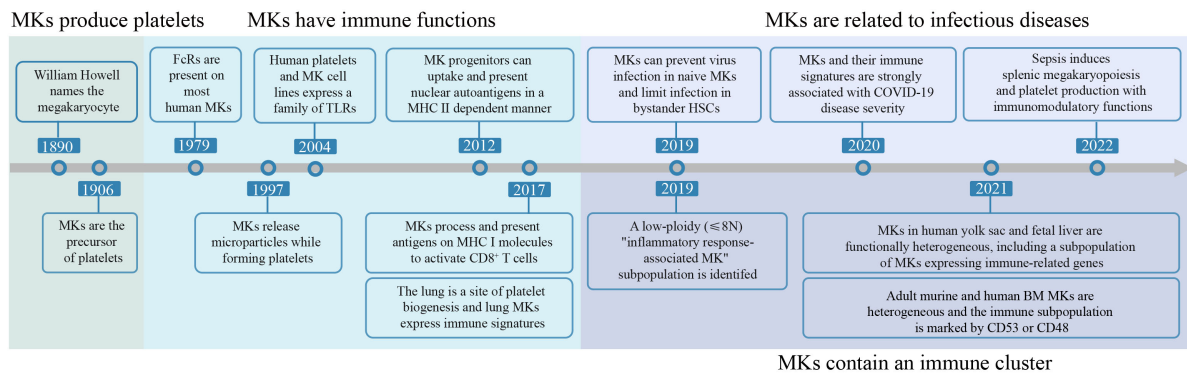 MKs produce platelets
MKs have immune functions
MKs are related to infectious diseases
William Howell
names the
megakaryocyte
1890
FcRs are
present on
most
human MKs
1979
Human platelets
and MK cell
lines express a
family of TLRs
2004
MK progenitors can
uptake and present
nuclear autoantigens in a
MHC II dependent manner
2012
MKs can prevent virus
infection in naive MKs
and limit infection in
bystander HSCs
2019
MKs and their immune
signatures are strongly
associated with COVID-19
disease severity
2020
Sepsis induces
splenic megakaryopoiesis
and platelet production with
immunomodulatory functions
2022
1906
MKs are the
precursor
of platelets
1997
MKs release
microparticles while
forming platelets
2017
MKs process and present
antigens on MHC I molecules
to activate CD8⁺ T cells
The lung is a site of platelet
biogenesis and lung MKs
express immune signatures
2019
A low-ploidy (≤8N)
"inflammatory response-
associated MK"
subpopulation is identifed
2021
MKs in human yolk sac and fetal liver are
functionally heterogeneous, including a subpopulation
of MKs expressing immune-related genes
Adult murine and human BM MKs are
heterogeneous and the immune subpopulation
is marked by CD53 or CD48
MKs contain an immune cluster